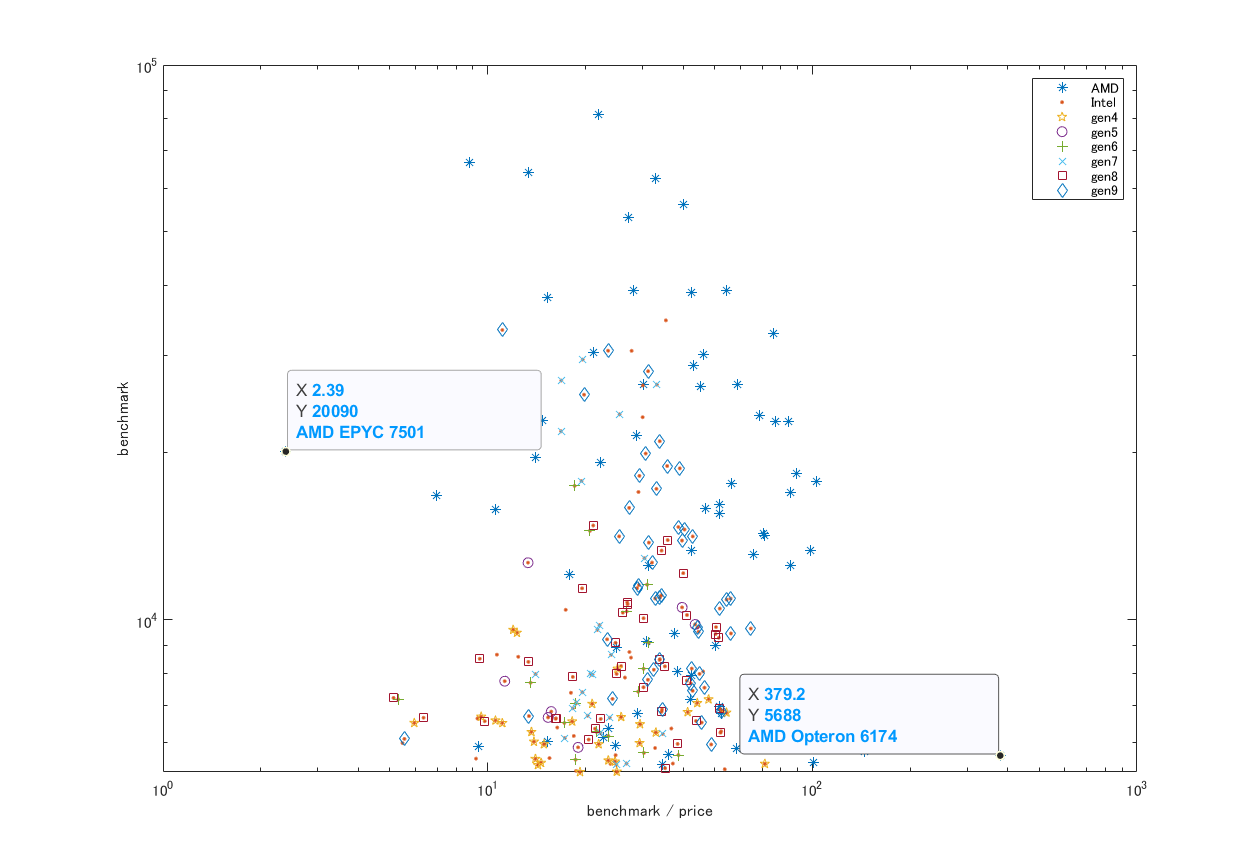 10^5
AMD
Intel
gen4
gen5
gen6
gen7
gen8
gen9
X 2.39
Y 20090
AMD EPYC 7501
benchmark
10^4
X 379.2
Y 5688
AMD Opteron 6174
10^0
10^1
10^2
10^3
benchmark / price